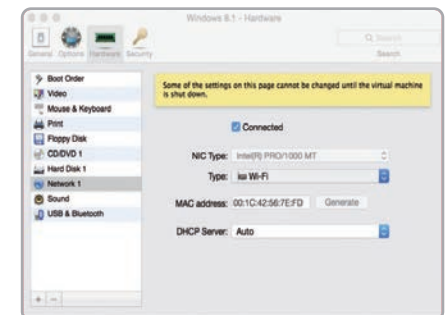 Windows 8.1 - Hardware
Search
General Options Hardware Security
Search
Boot Order
Video
Mouse & Keyboard
Print
Floppy Disk
CD/DVD 1
Hard Disk 1
Network 1
Sound
USB & Bluetooth
Some of the settings on this page cannot be changed until the virtual machine
is shut down.
Connected
NIC Type: Intel(R) PRO/1000 MT
Type: Wi-Fi
MAC address: 00:1C:42:56:7E:FD Generate
DHCP Server: Auto
+ −